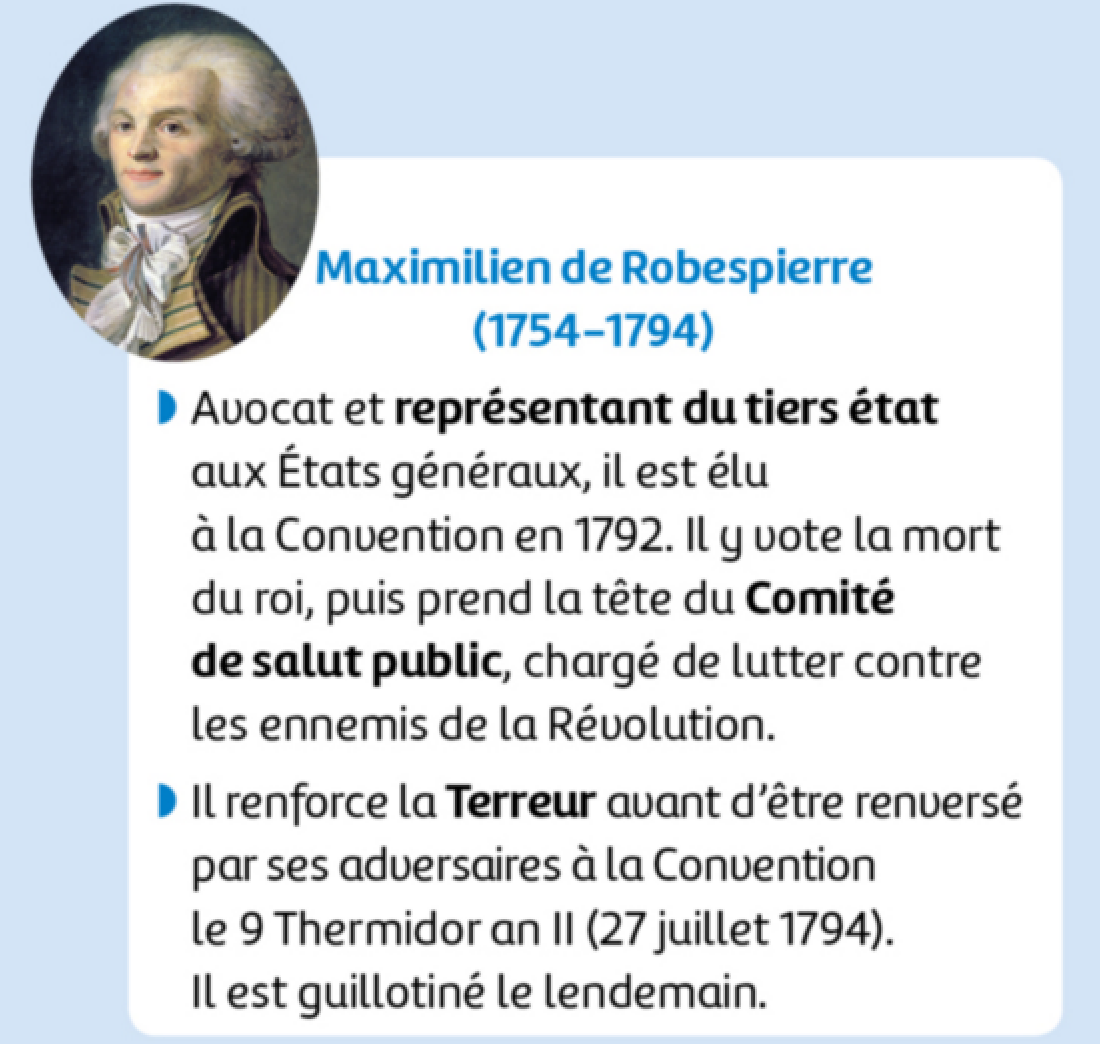 Maximilien de Robespierre
(1754–1794)
Avocat et représentant du tiers état
aux États généraux, il est élu
à la Convention en 1792. Il y vote la mort
du roi, puis prend la tête du Comité
de salut public, chargé de lutter contre
les ennemis de la Révolution.
Il renforce la Terreur avant d’être renversé
par ses adversaires à la Convention
le 9 Thermidor an II (27 juillet 1794).
Il est guillotiné le lendemain.